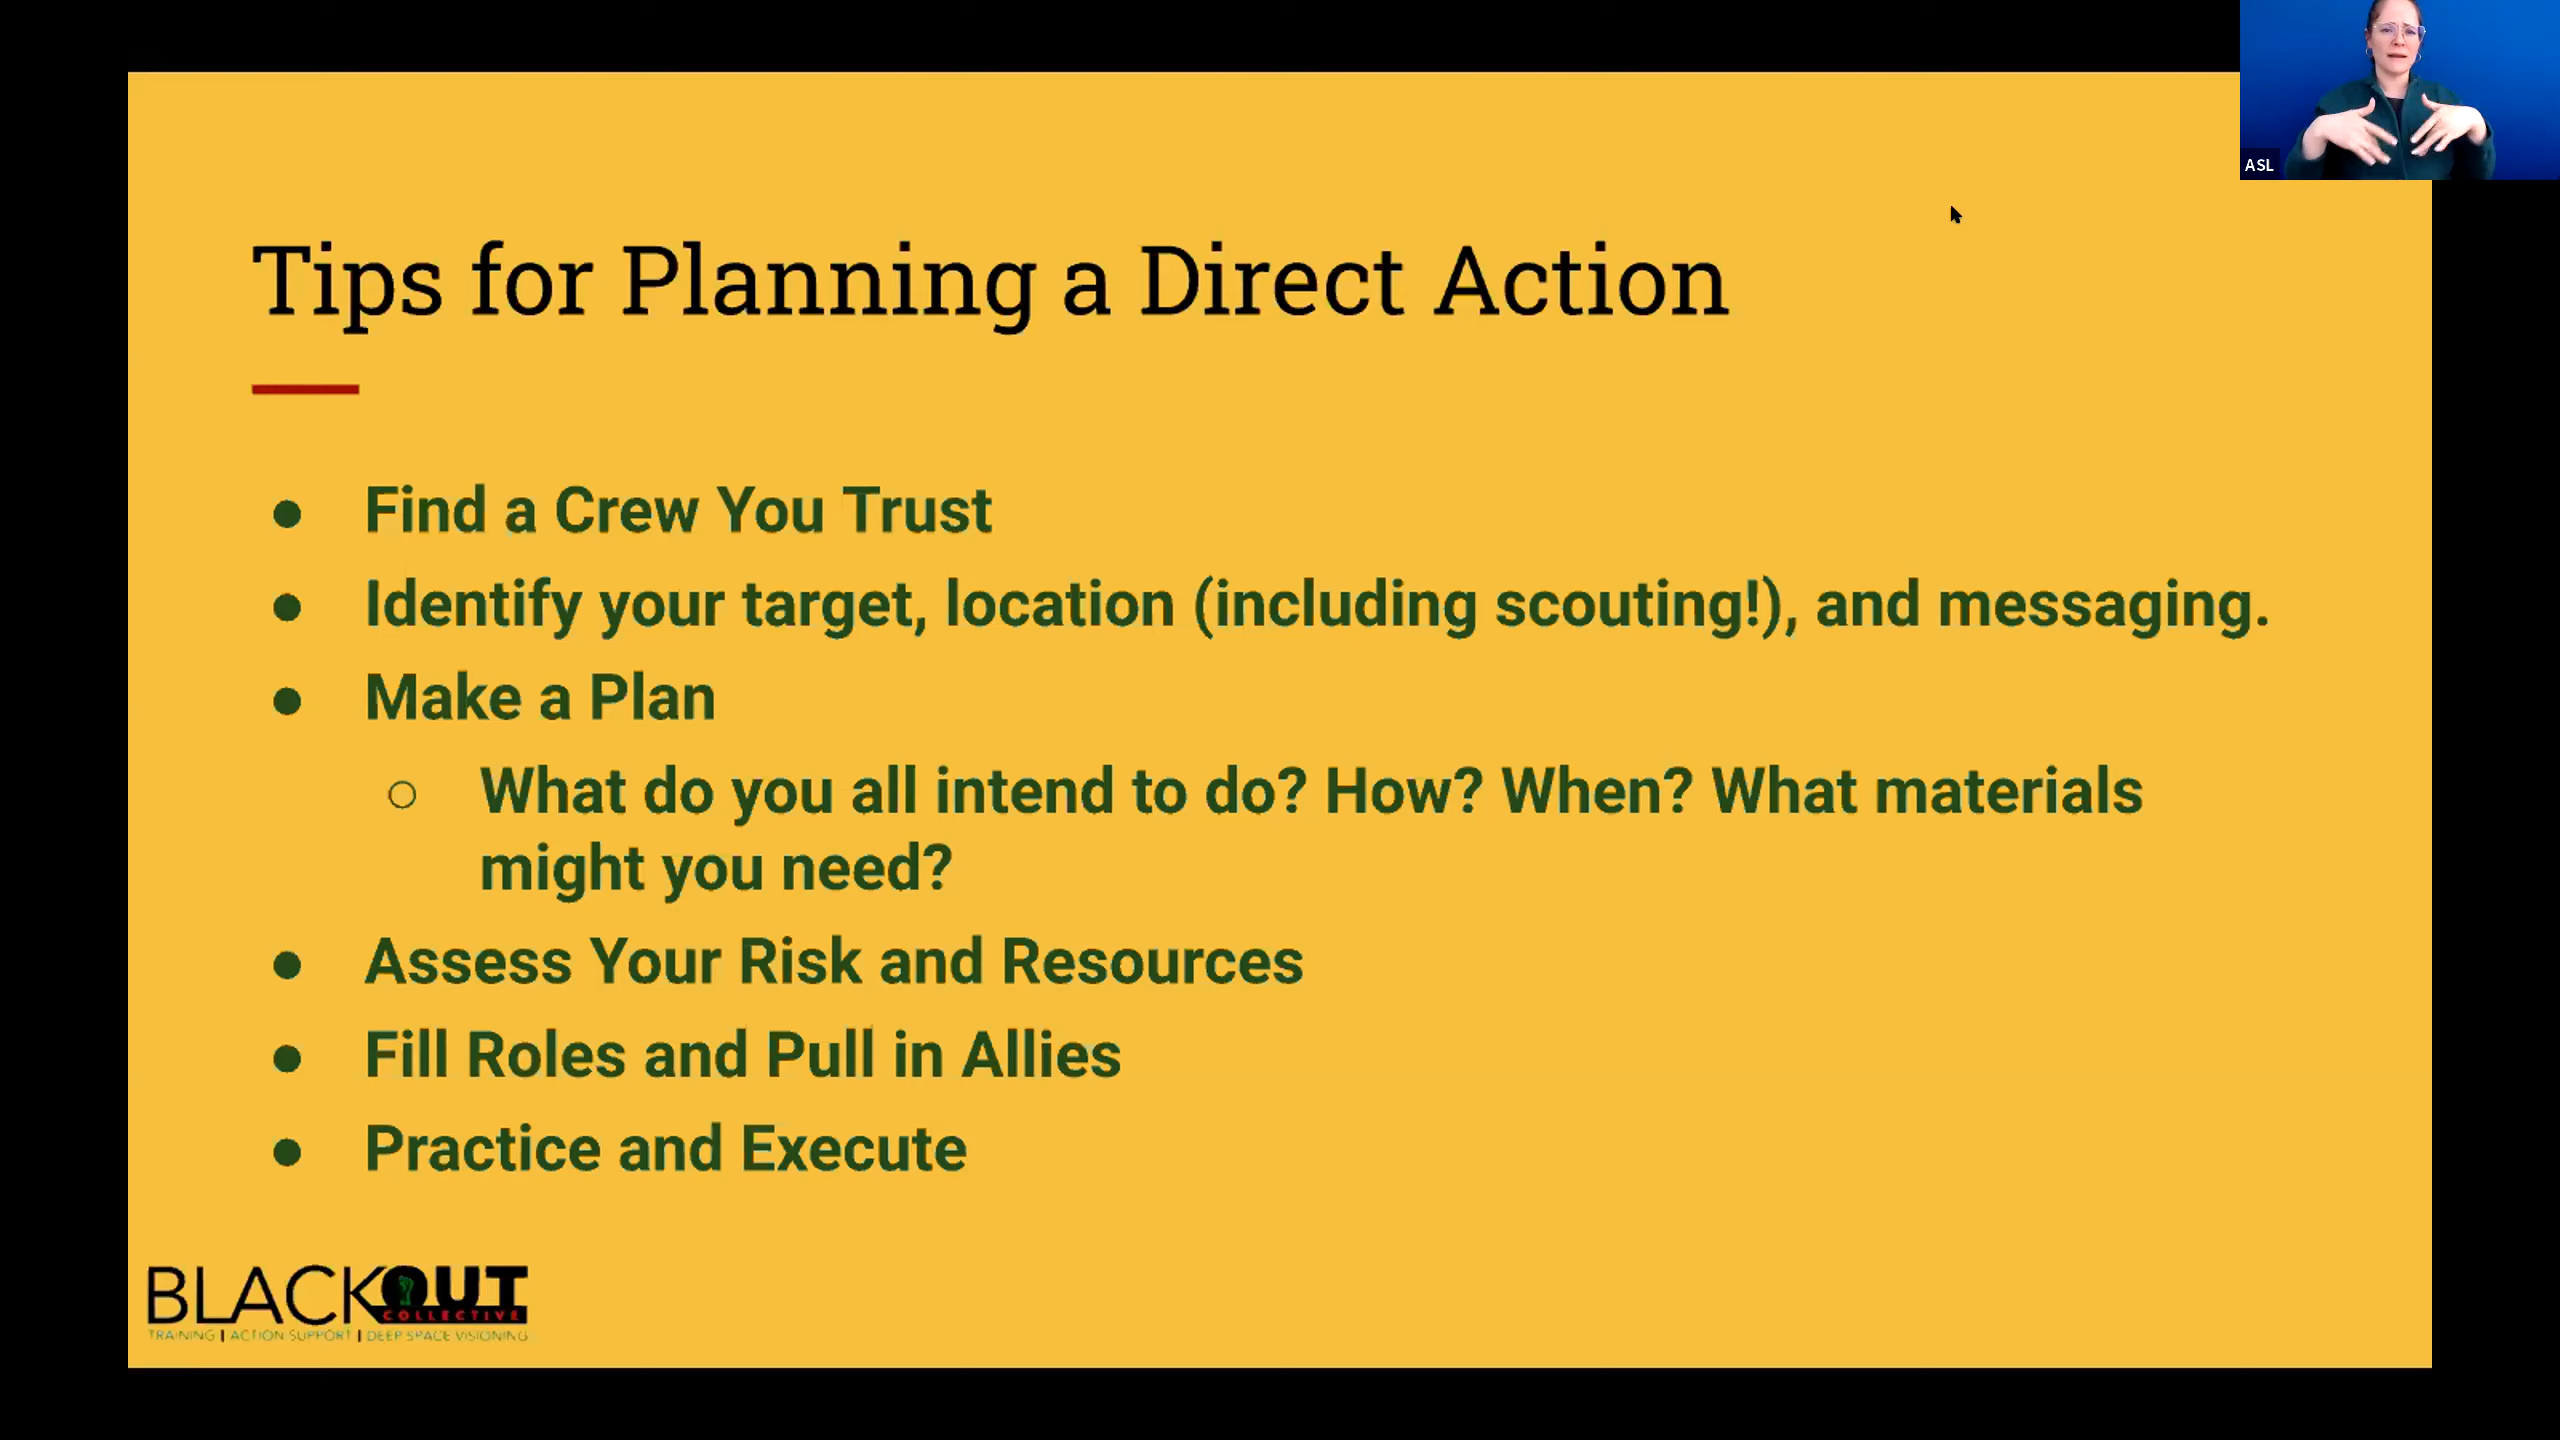 ASL
Tips for Planning a Direct Action
● Find a Crew You Trust
● Identify your target, location (including scouting!), and messaging.
● Make a Plan
○ What do you all intend to do? How? When? What materials
might you need?
● Assess Your Risk and Resources
● Fill Roles and Pull in Allies
● Practice and Execute
BLACKOUT
COLLECTIVE
TRAINING | ACTION SUPPORT | DEEP SPACE VISIONING